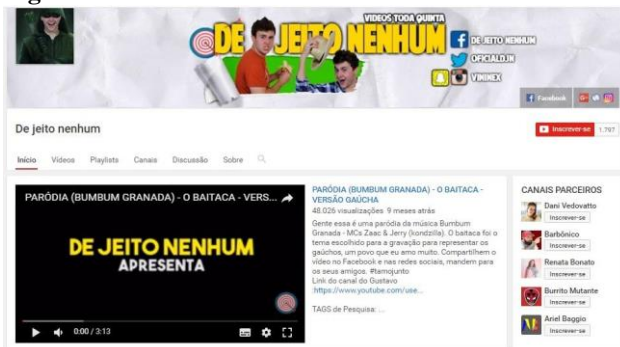 VIDEOS TODA QUINTA
DE JEITO NENHUM
DE JEITO NENHUM
OFICIALDJN
VININEX
Facebook
De jeito nenhum
Inscrever-se 1.787
Início Vídeos Playlists Canais Discussão Sobre
PARÓDIA (BUMBUM GRANADA) - O BAITACA - VERS...
DE JEITO NENHUM
APRESENTA
0:00 / 3:13
PARÓDIA (BUMBUM GRANADA) - O BAITACA -
VERSÃO GAÚCHA
48.026 visualizações 9 meses atrás
Gente essa é uma paródia da música Bumbum
Granada - MCs Zaac & Jerry (kondzilla). O baitaca foi o
tema escolhido para a gravação para representar os
gaúchos, um povo que eu amo muito. Compartilhem o
vídeo no Facebook e nas redes sociais, mandem para
os seus amigos. #tamojunto
Link do canal do Gustavo
:https://www.youtube.com/use...
TAGS de Pesquisa: ...
CANAIS PARCEIROS
Dani Vedovatto
Inscrever-se
Barbônico
Inscrever-se
Renata Bonato
Inscrever-se
Burrito Mutante
Inscrever-se
Ariel Baggio
Inscrever-se